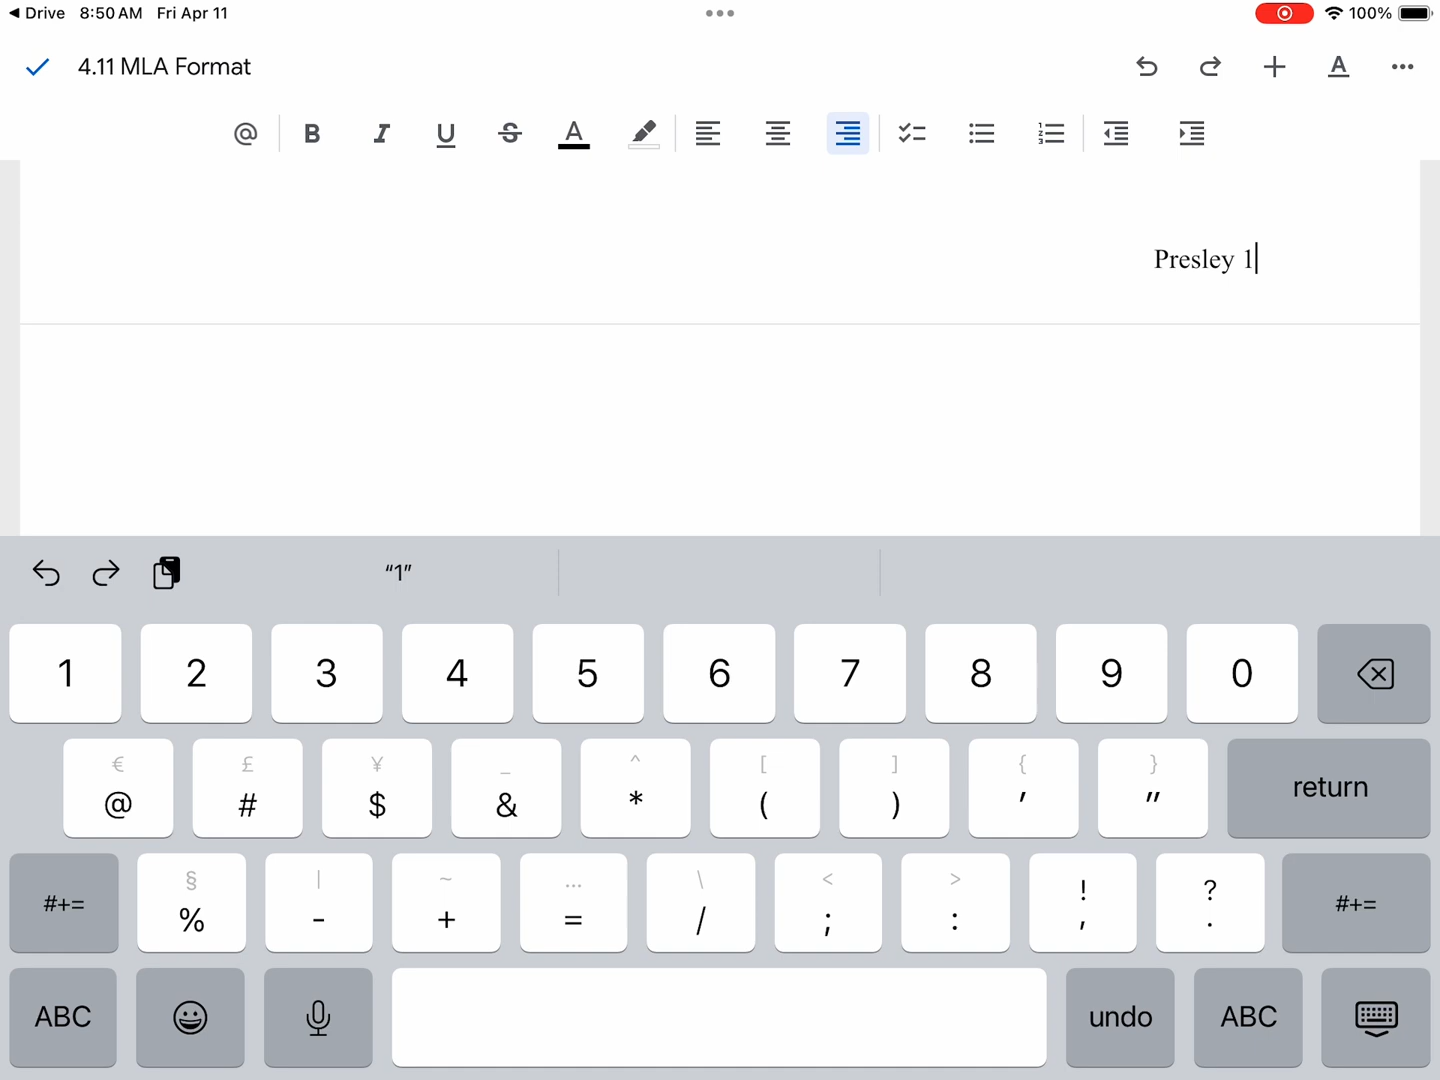 Drive 8:50 AM Fri Apr 11 100%
4.11 MLA Format
@ B I U S A
Presley 1
“1”
1 2 3 4 5 6 7 8 9 0
€ £ ¥ _ ^ [ ] { }
@ # $ & * ( ) ' " return
§ | ~ … \ < > ! ?
#+= % - + = / ; : , . #+=
ABC undo ABC